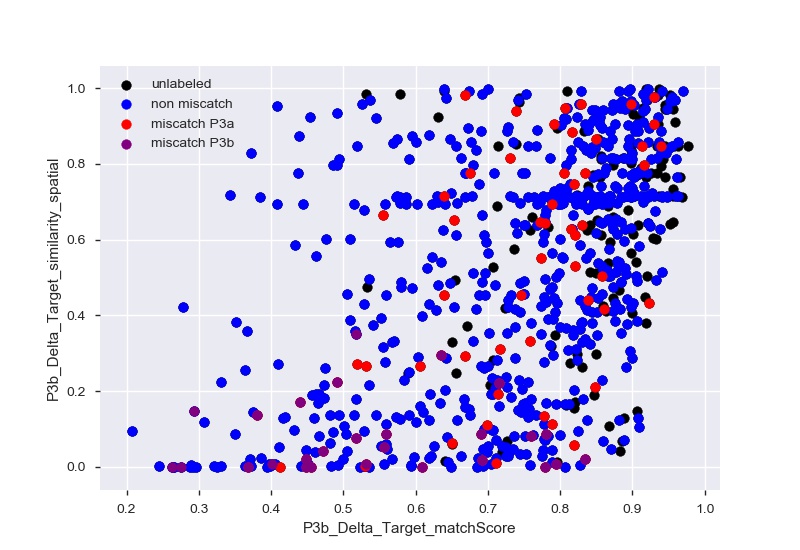 unlabeled
non miscatch
miscatch P3a
miscatch P3b
1.0
0.8
0.6
0.4
0.2
0.0
P3b_Delta_Target_similarity_spatial
0.2 0.3 0.4 0.5 0.6 0.7 0.8 0.9 1.0
P3b_Delta_Target_matchScore